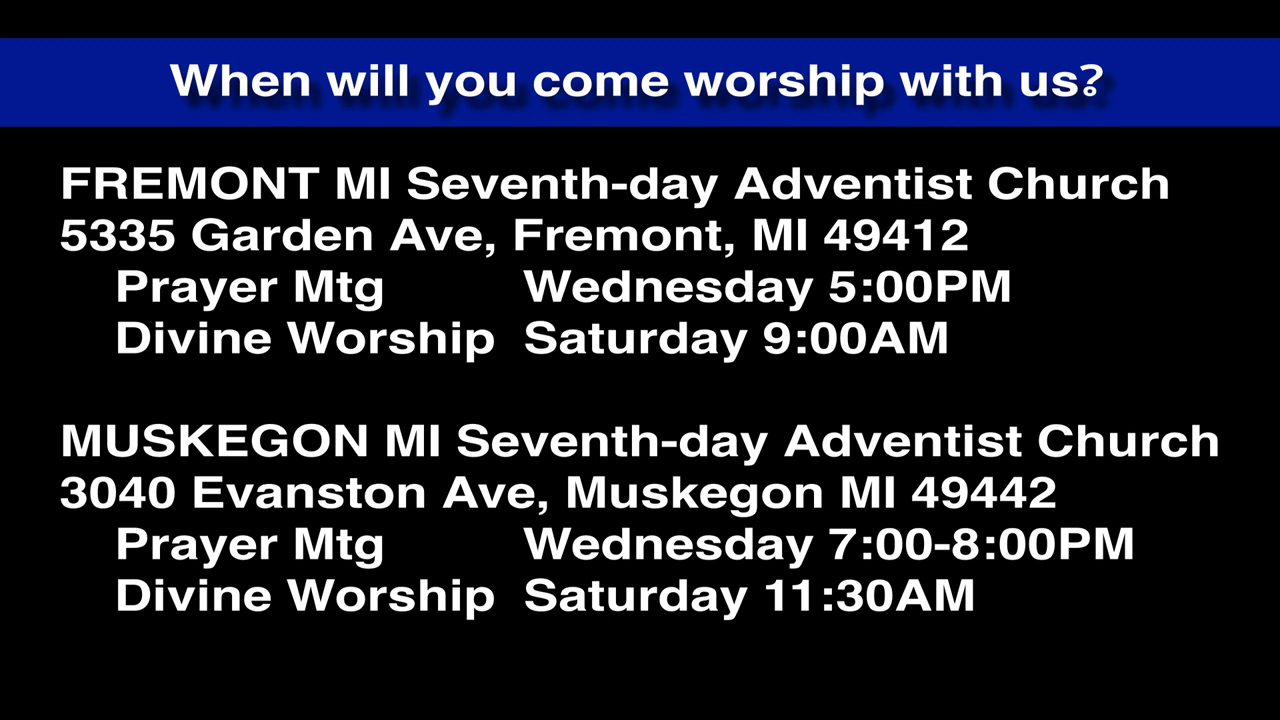 When will you come worship with us?
FREMONT MI Seventh-day Adventist Church
5335 Garden Ave, Fremont, MI 49412
Prayer Mtg Wednesday 5:00PM
Divine Worship Saturday 9:00AM
MUSKEGON MI Seventh-day Adventist Church
3040 Evanston Ave, Muskegon MI 49442
Prayer Mtg Wednesday 7:00-8:00PM
Divine Worship Saturday 11:30AM